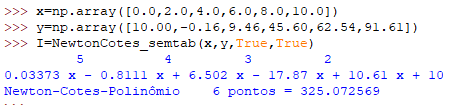 >>> x=np.array([0.0,2.0,4.0,6.0,8.0,10.0])
>>> y=np.array([10.00,-0.16,9.46,45.60,62.54,91.61])
>>> I=NewtonCotes_semtab(x,y,True,True)
5 4 3 2
0.03373 x - 0.8111 x + 6.502 x - 17.87 x + 10.61 x + 10
Newton-Cotes-Polinômio 6 pontos = 325.072569